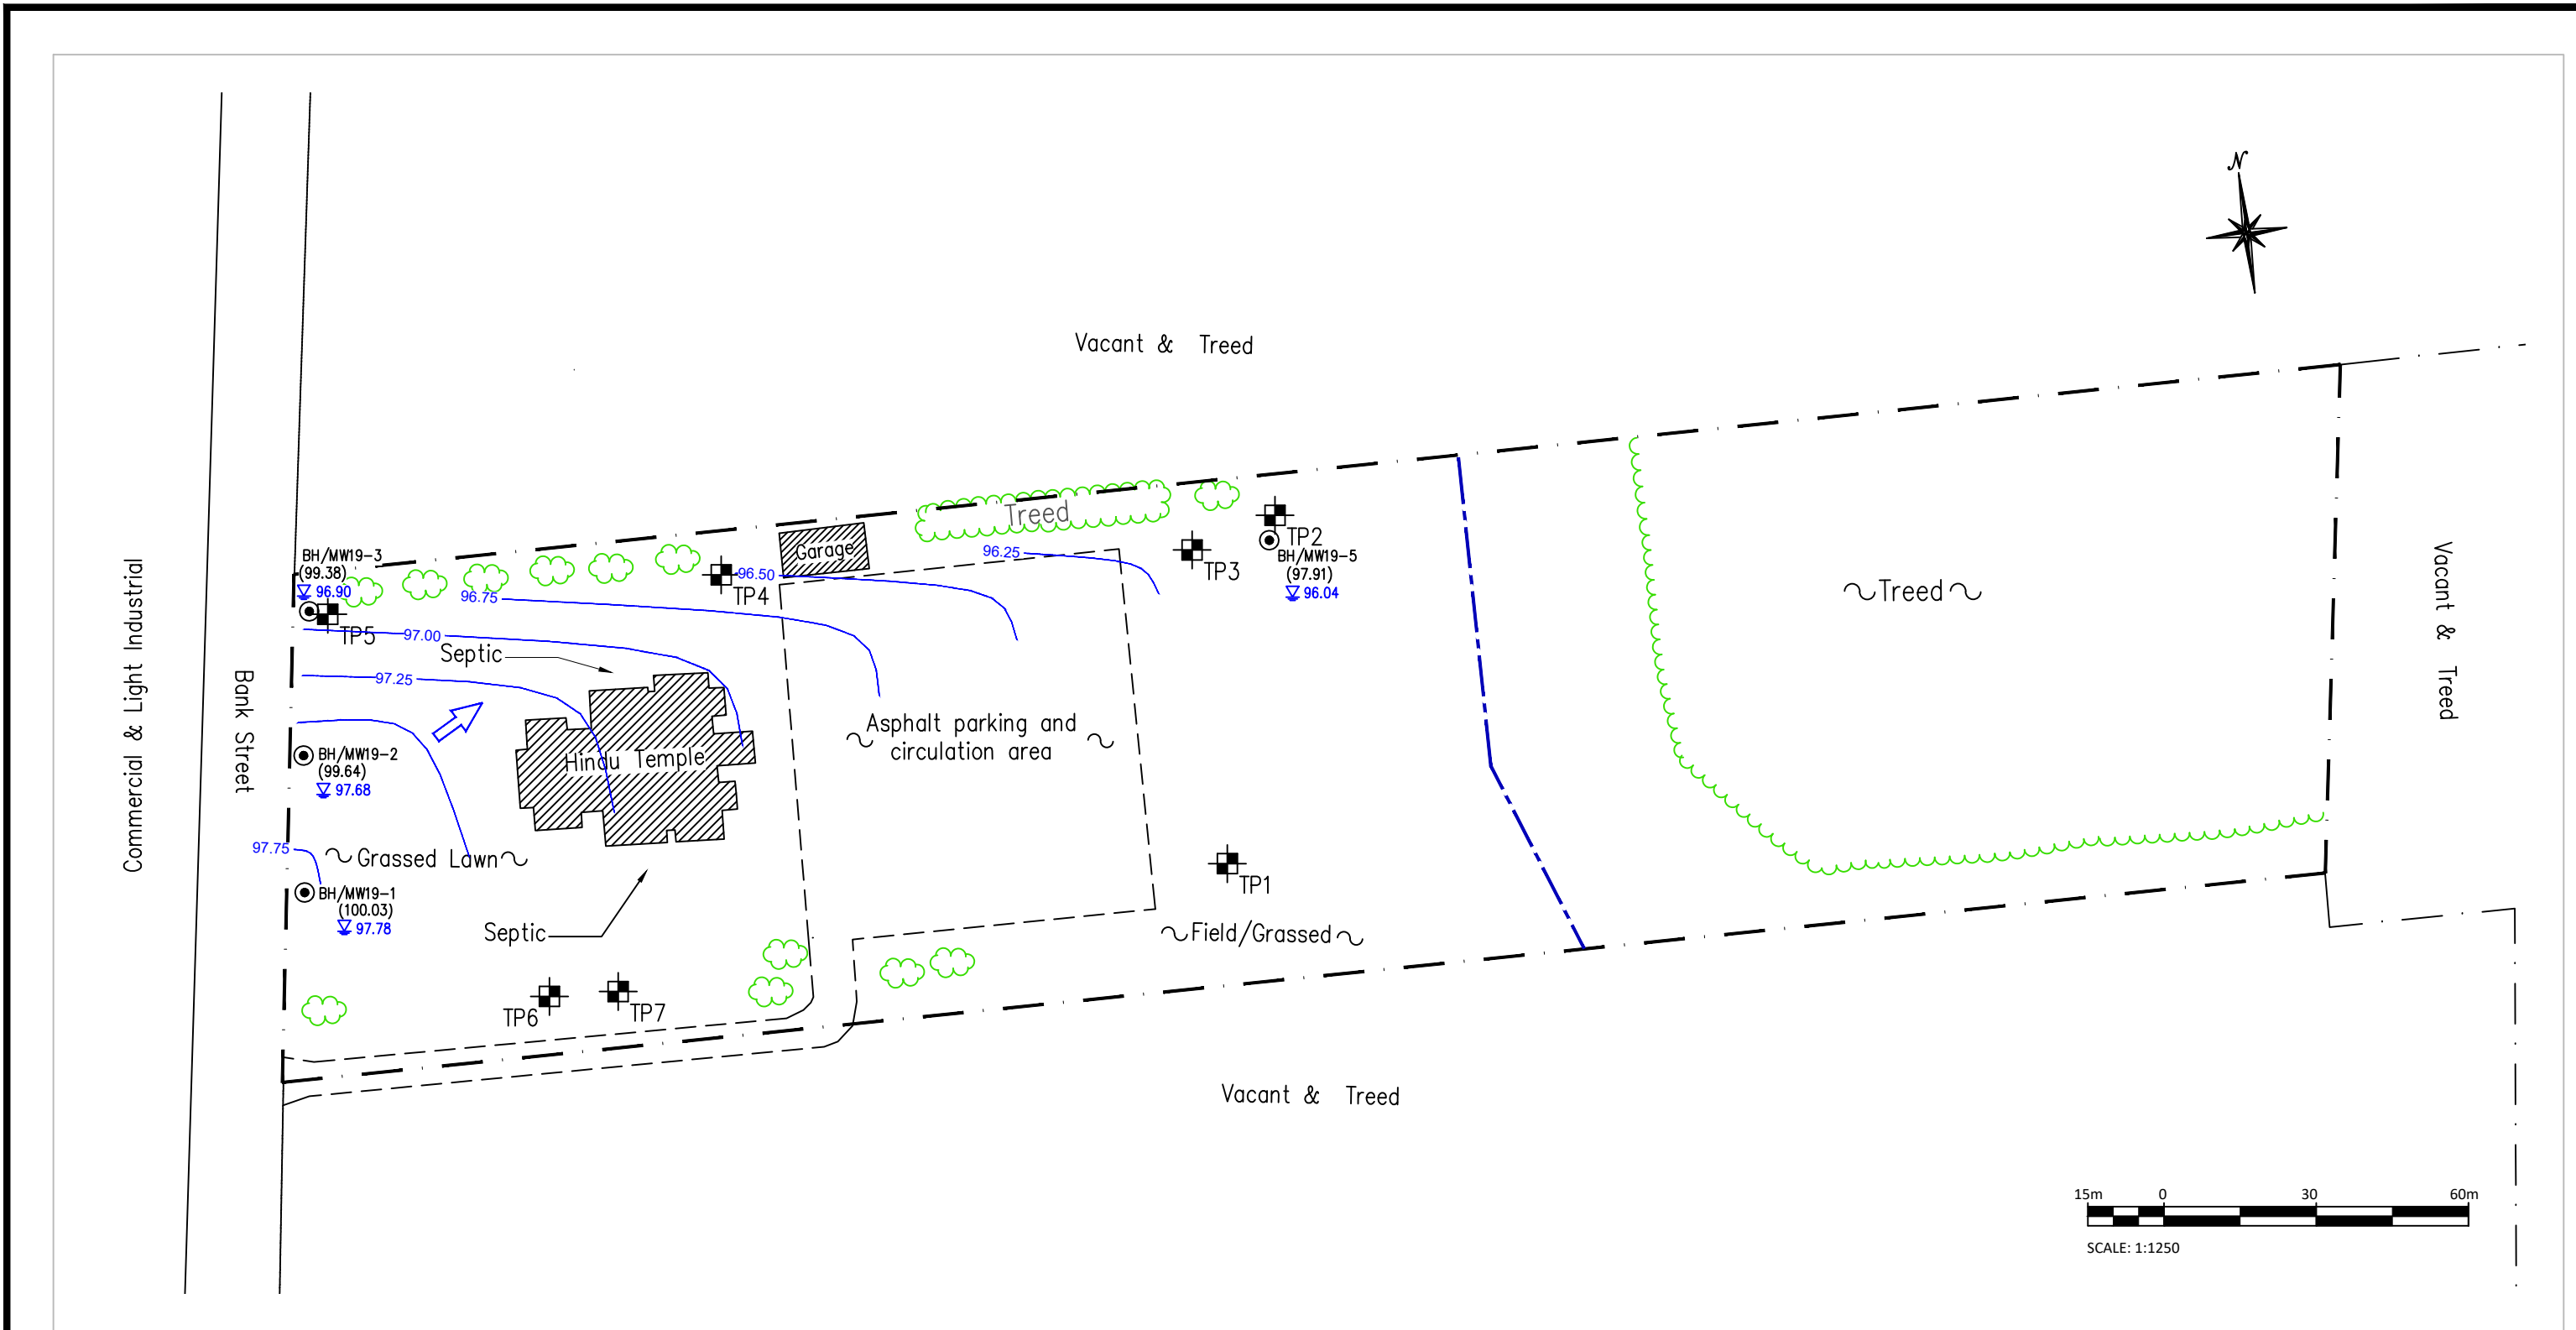 N
Vacant & Treed
Treed
Garage
96.25
TP2
BH/MW19-5
(97.91)
96.04
TP3
BH/MW19-3
(99.38)
96.90
TP5
96.50
TP4
96.75
97.00
Septic
97.25
~Treed~
Vacant & Treed
Commercial & Light Industrial
Bank Street
BH/MW19-2
(99.64)
97.68
Hindu Temple
~Asphalt parking and
circulation area~
97.75
~Grassed Lawn~
BH/MW19-1
(100.03)
97.78
Septic
TP1
~Field/Grassed~
TP6
TP7
Vacant & Treed
15m 0 30 60m
SCALE: 1:1250